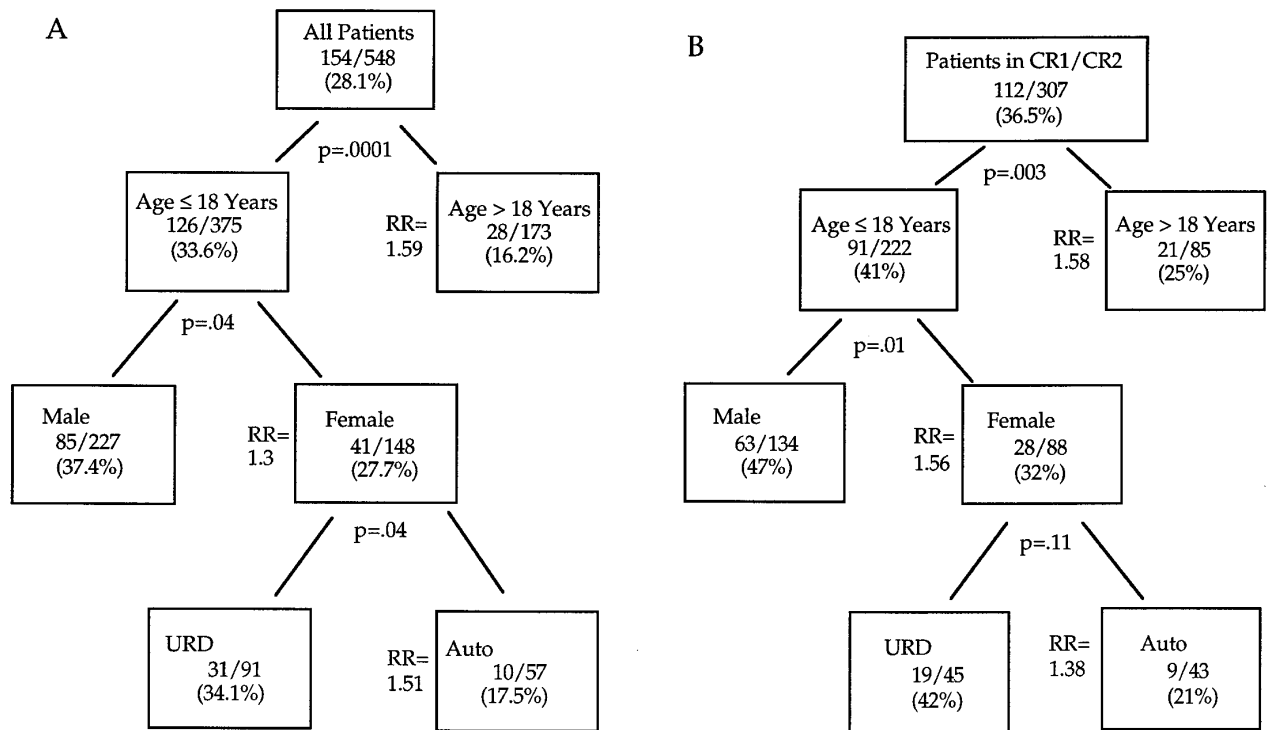 A
All Patients
154/548
(28.1%)
p=.0001
Age ≤ 18 Years
126/375
(33.6%)
RR=
1.59
Age > 18 Years
28/173
(16.2%)
p=.04
Male
85/227
(37.4%)
RR=
1.3
Female
41/148
(27.7%)
p=.04
URD
31/91
(34.1%)
RR=
1.51
Auto
10/57
(17.5%)
B
Patients in CR1/CR2
112/307
(36.5%)
p=.003
Age ≤ 18 Years
91/222
(41%)
RR=
1.58
Age > 18 Years
21/85
(25%)
p=.01
Male
63/134
(47%)
RR=
1.56
Female
28/88
(32%)
p=.11
URD
19/45
(42%)
RR=
1.38
Auto
9/43
(21%)